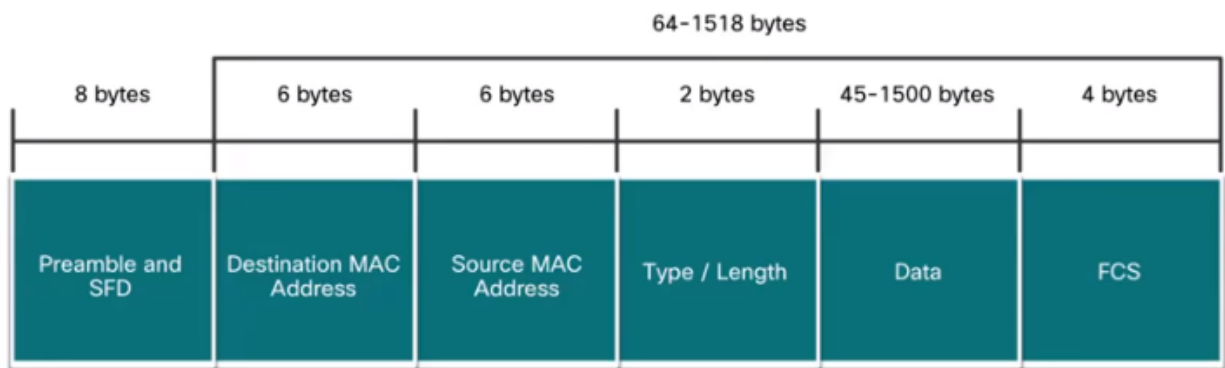 64-1518 bytes
8 bytes
6 bytes
6 bytes
2 bytes
45-1500 bytes
4 bytes
Preamble and
SFD
Destination MAC
Address
Source MAC
Address
Type / Length
Data
FCS